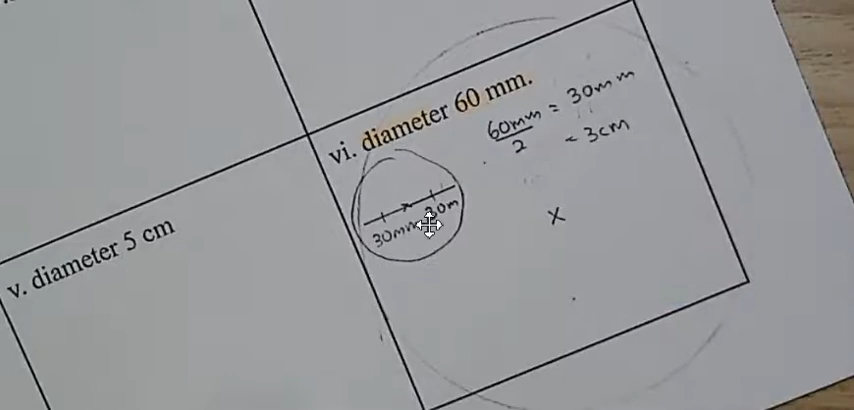 vi. diameter 60 mm.
60mm/2 = 30mm
= 3cm
30mm 30m
x
v. diameter 5 cm